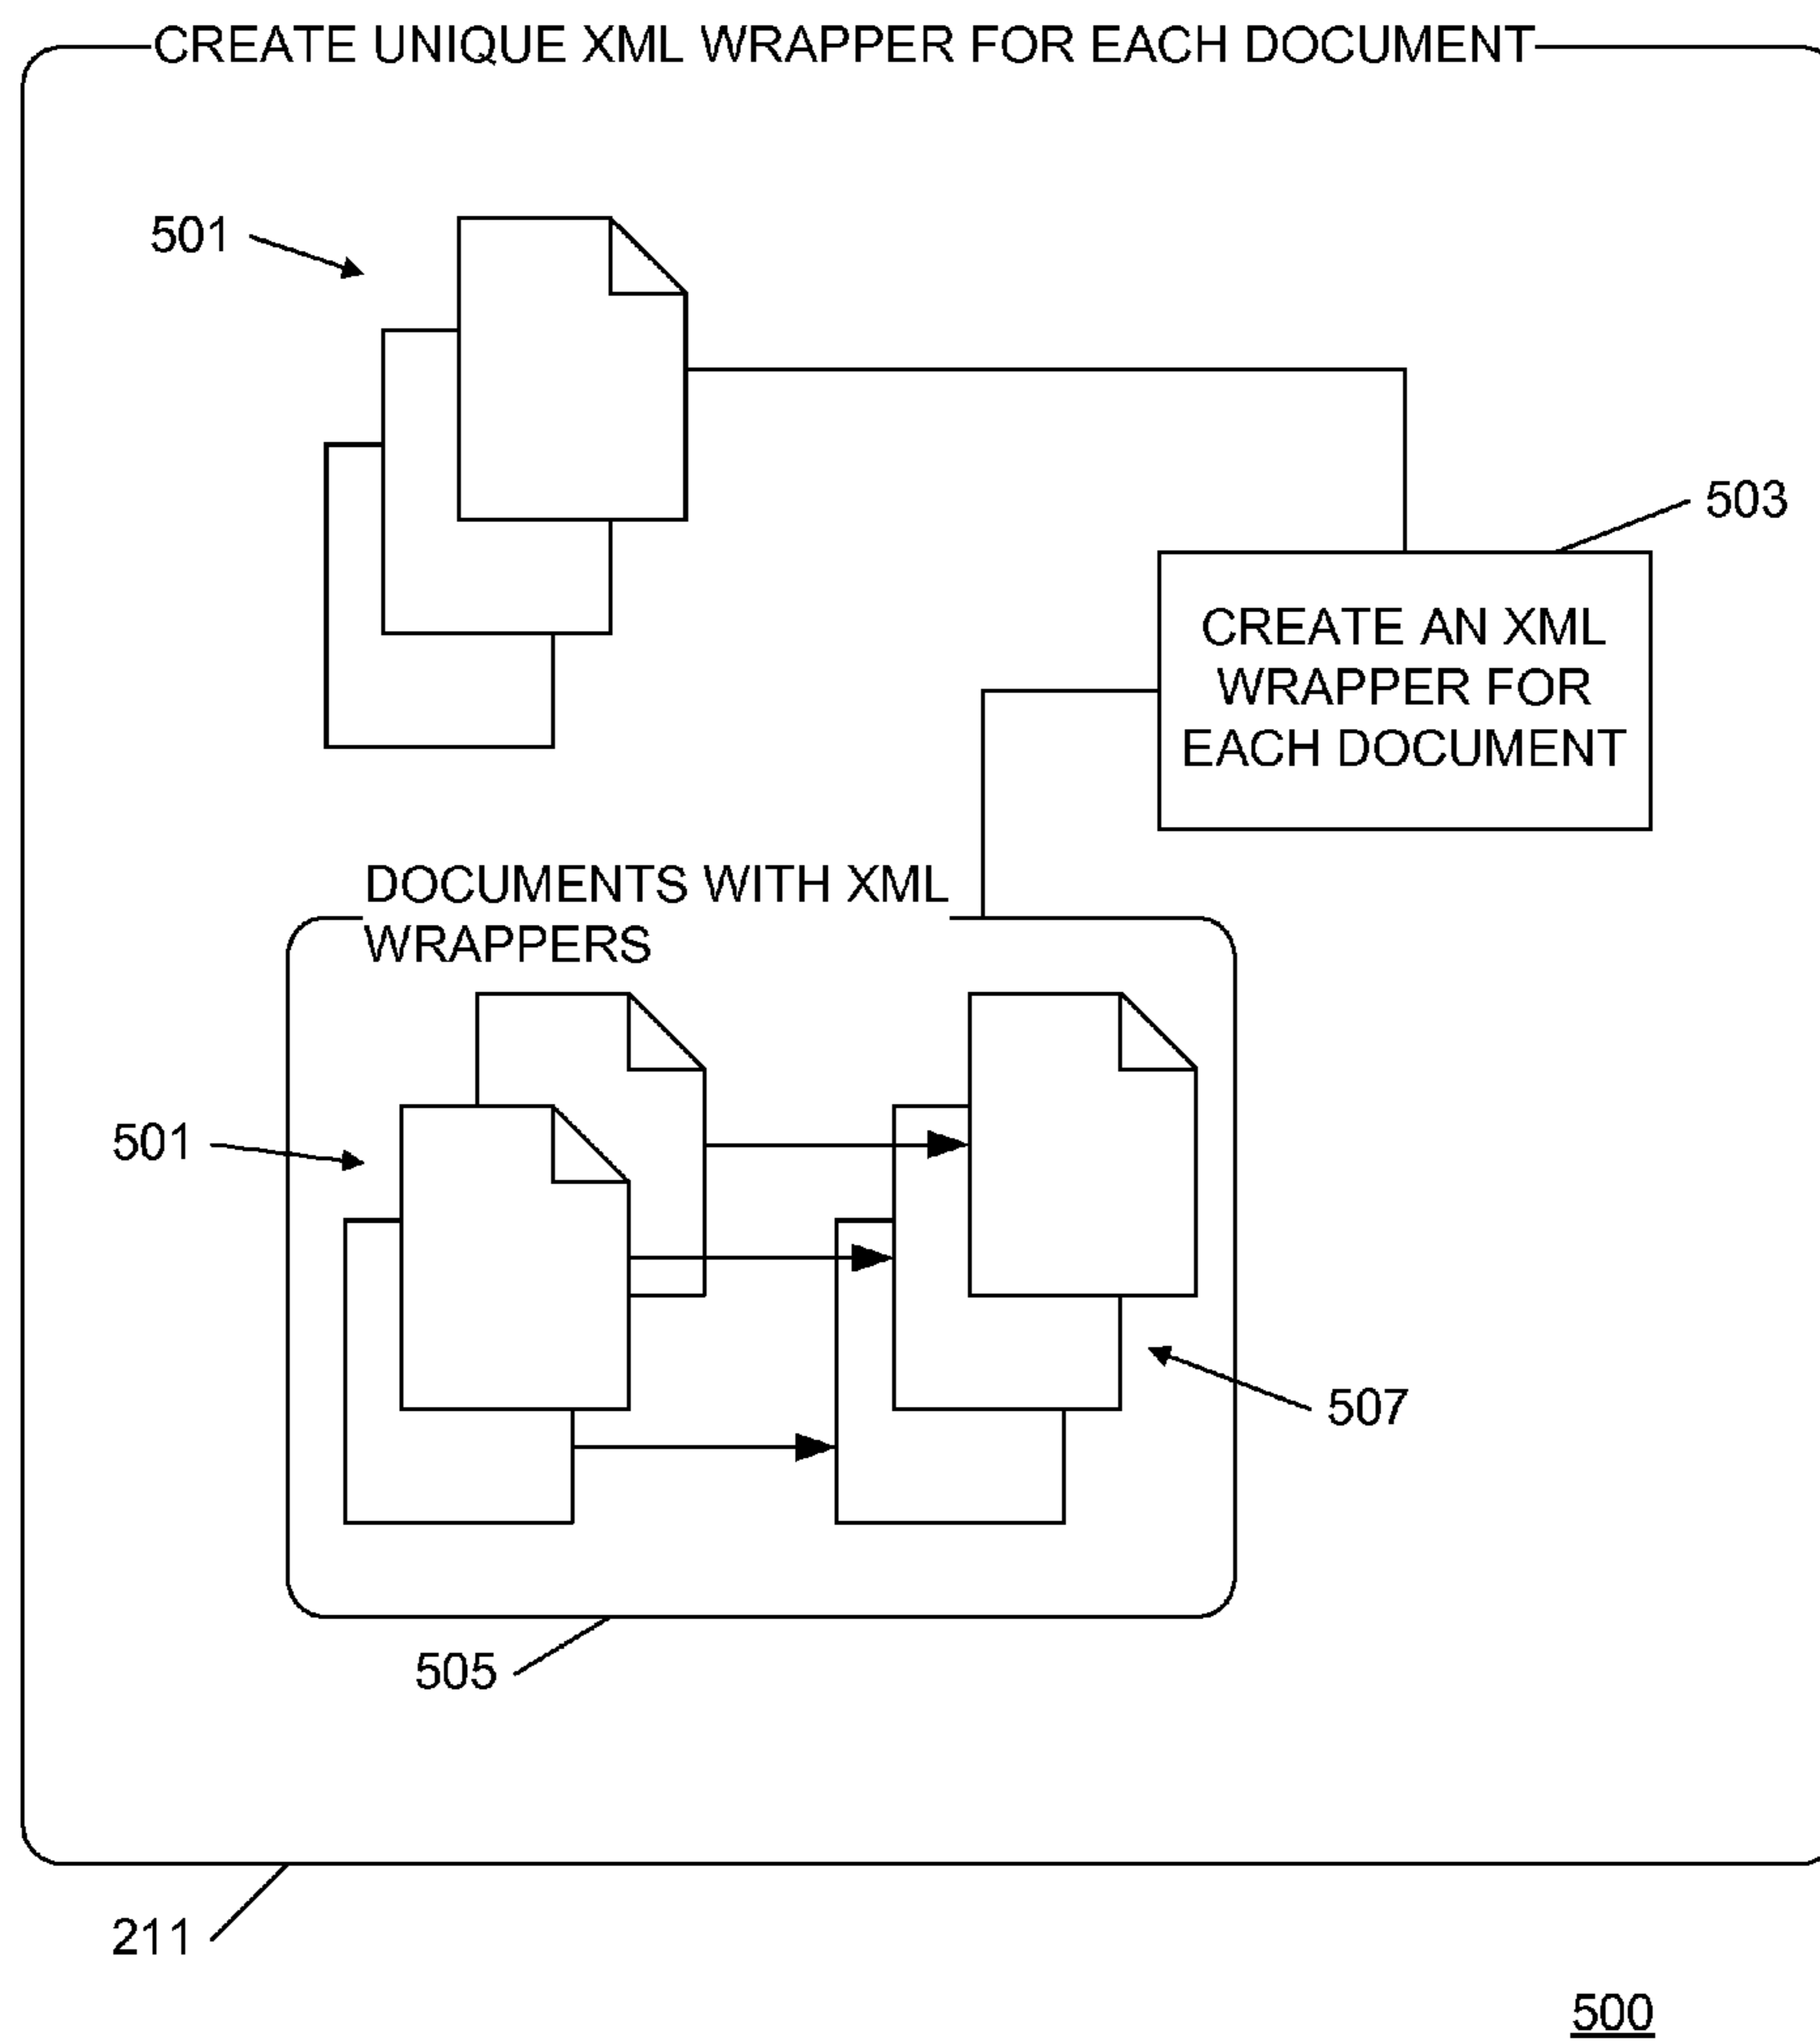 CREATE UNIQUE XML WRAPPER FOR EACH DOCUMENT
501
503
CREATE AN XML
WRAPPER FOR
EACH DOCUMENT
DOCUMENTS WITH XML
WRAPPERS
501
507
505
211
500